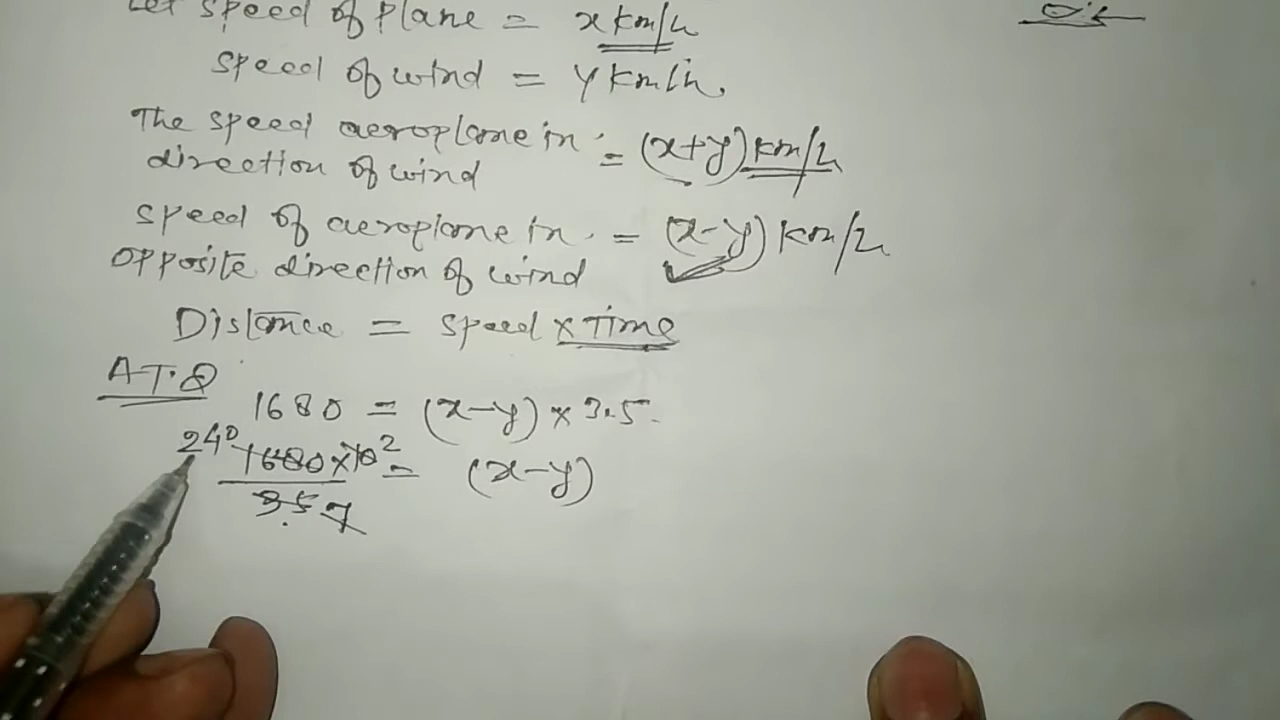 Let speed of plane = x km/h
speed of wind = y km/h.
The speed aeroplane in = (x+y) km/h
direction of wind
speed of aeroplane in = (x-y) km/h
opposite direction of wind
Distance = speed × Time
A.T.Q
1680 = (x-y) × 3.5
240 1680 × 10 2 = (x-y)
3.5 7